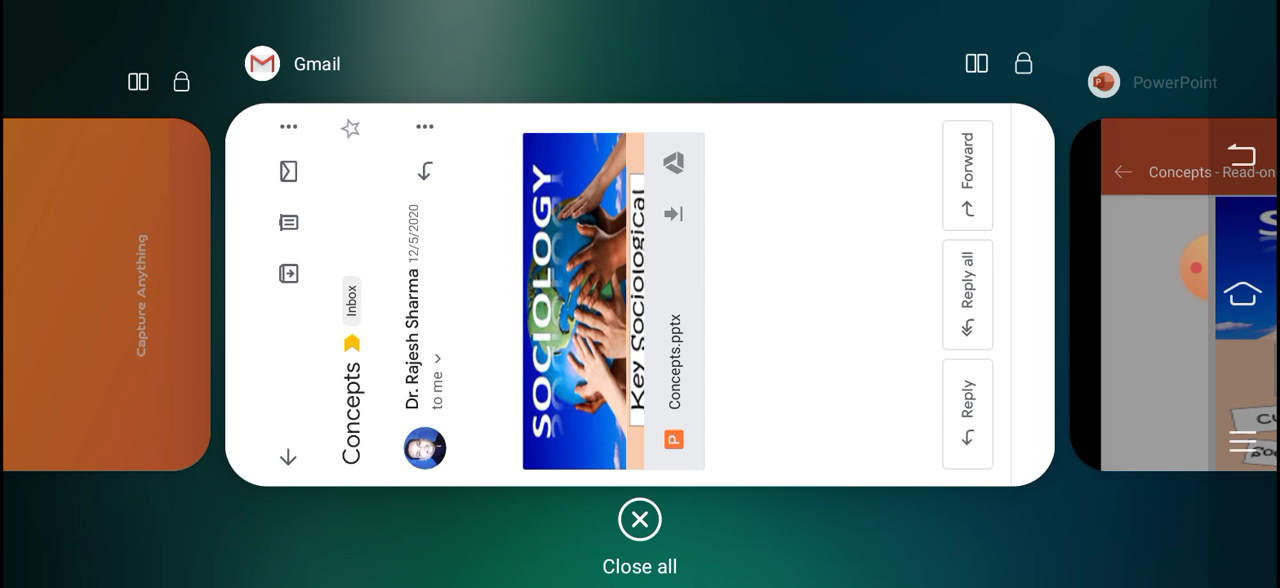 Gmail
PowerPoint
Capture Anything
Concepts
Inbox
Dr. Rajesh Sharma 12/5/2020
to me
SOCIOLOGY
Key Sociological
Concepts.pptx
Reply
Reply all
Forward
Concepts - Read-on
Close all